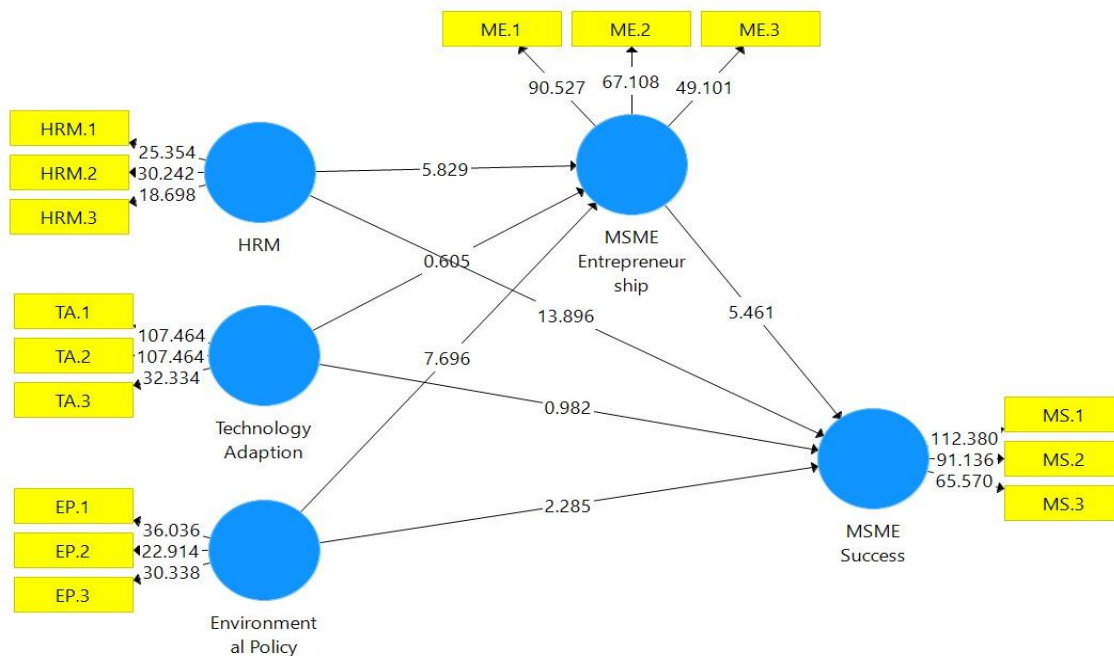 ME.1
ME.2
ME.3
90.527
67.108
49.101
HRM.1
HRM.2
HRM.3
25.354
30.242
18.698
HRM
5.829
MSME
Entrepreneur
ship
0.605
13.896
5.461
TA.1
TA.2
TA.3
107.464
107.464
32.334
Technology
Adaption
7.696
0.982
MS.1
MS.2
MS.3
112.380
91.136
65.570
MSME
Success
EP.1
EP.2
EP.3
36.036
22.914
30.338
2.285
Environment
al Policy